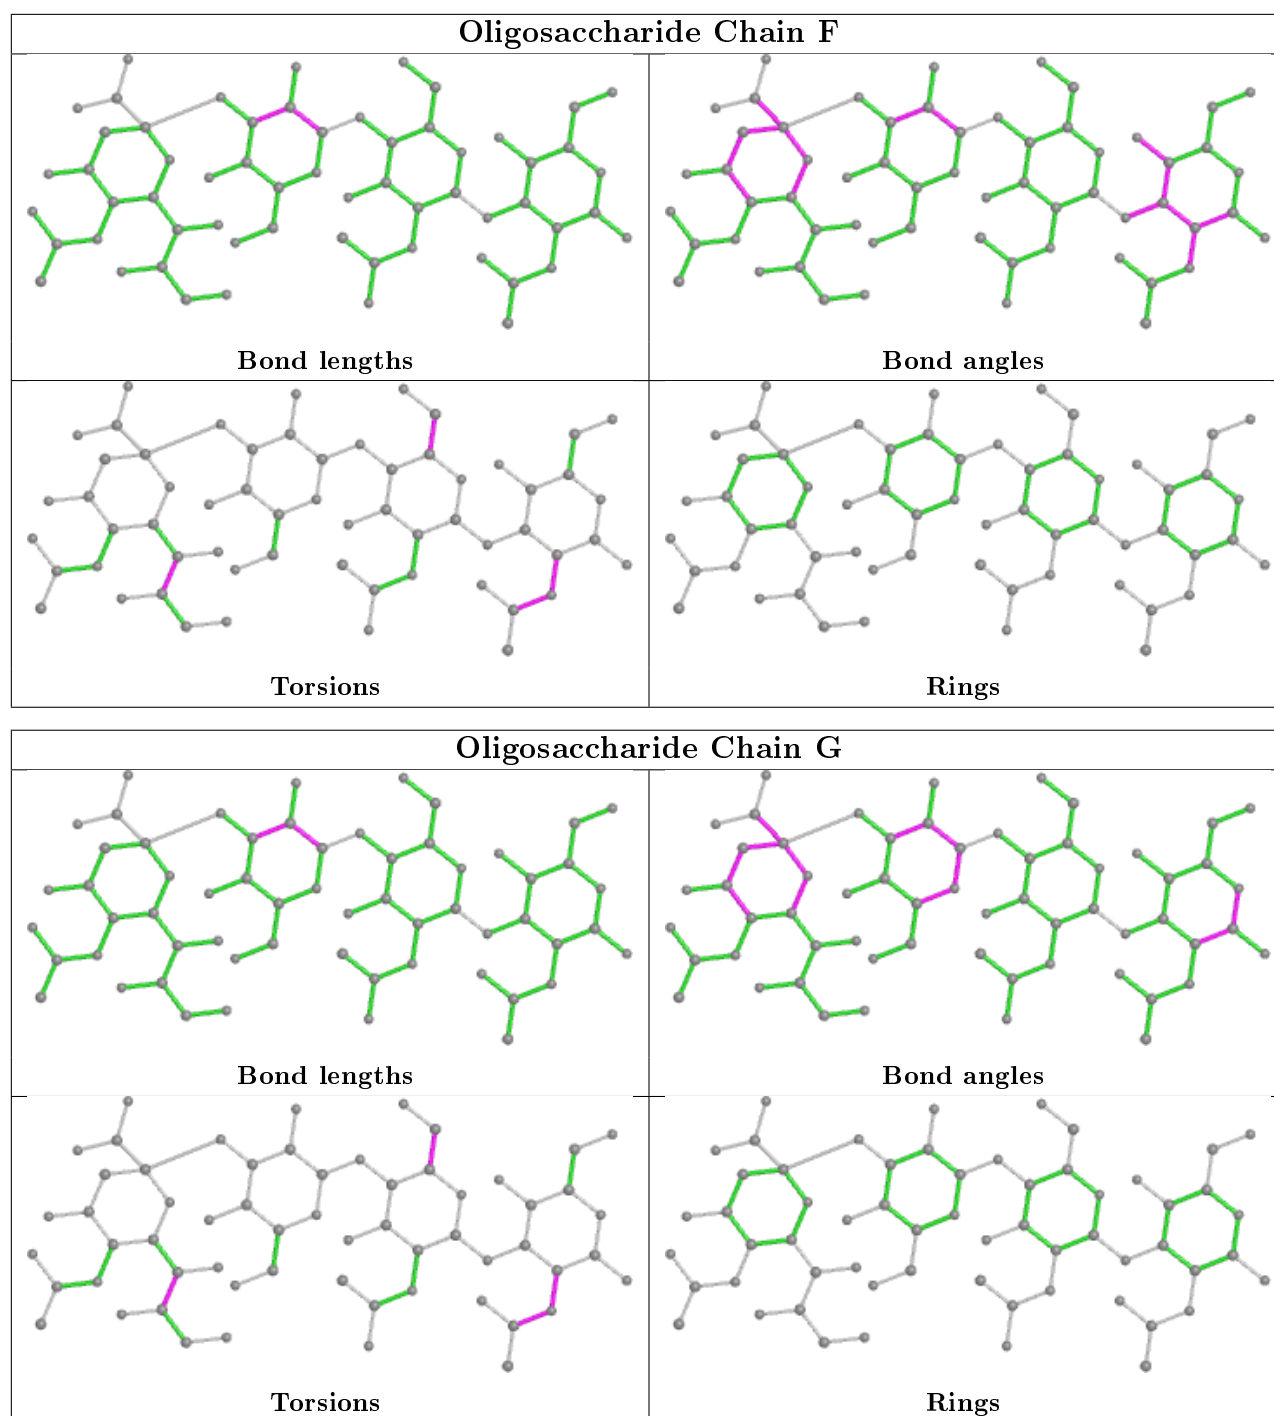 Oligosaccharide Chain F
Bond lengths
Bond angles
Torsions
Rings
Oligosaccharide Chain G
Bond lengths
Bond angles
Torsions
Rings